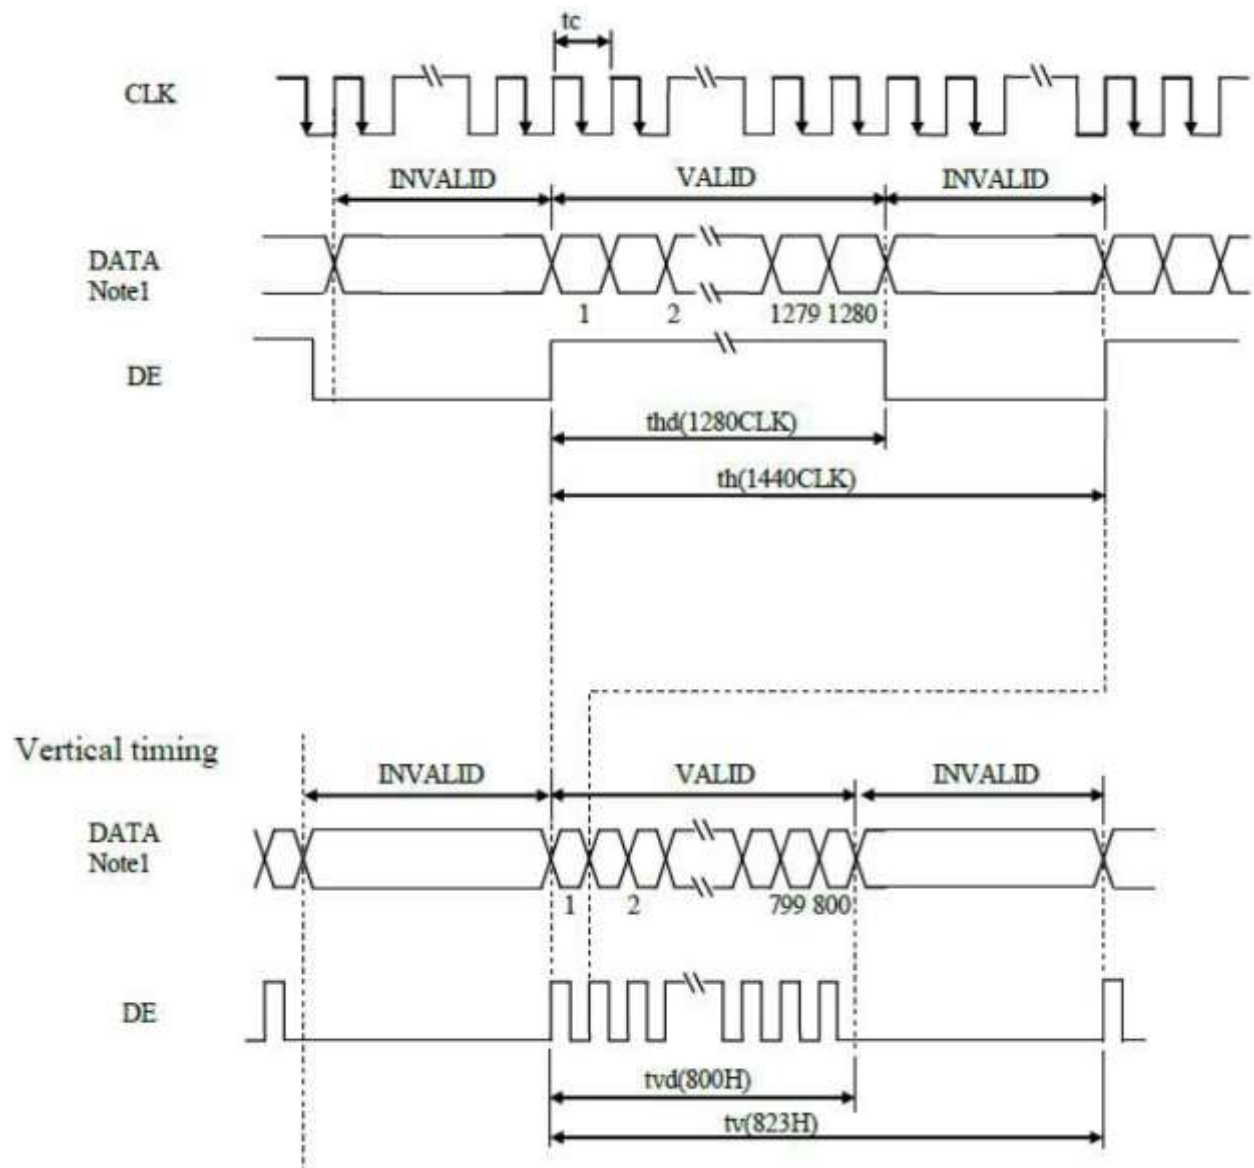 tc
CLK
INVALID VALID INVALID
DATA
Note1
1 2 1279 1280
DE
thd(1280CLK)
th(1440CLK)
Vertical timing
INVALID VALID INVALID
DATA
Note1
1 2 799 800
DE
tvd(800H)
tv(823H)